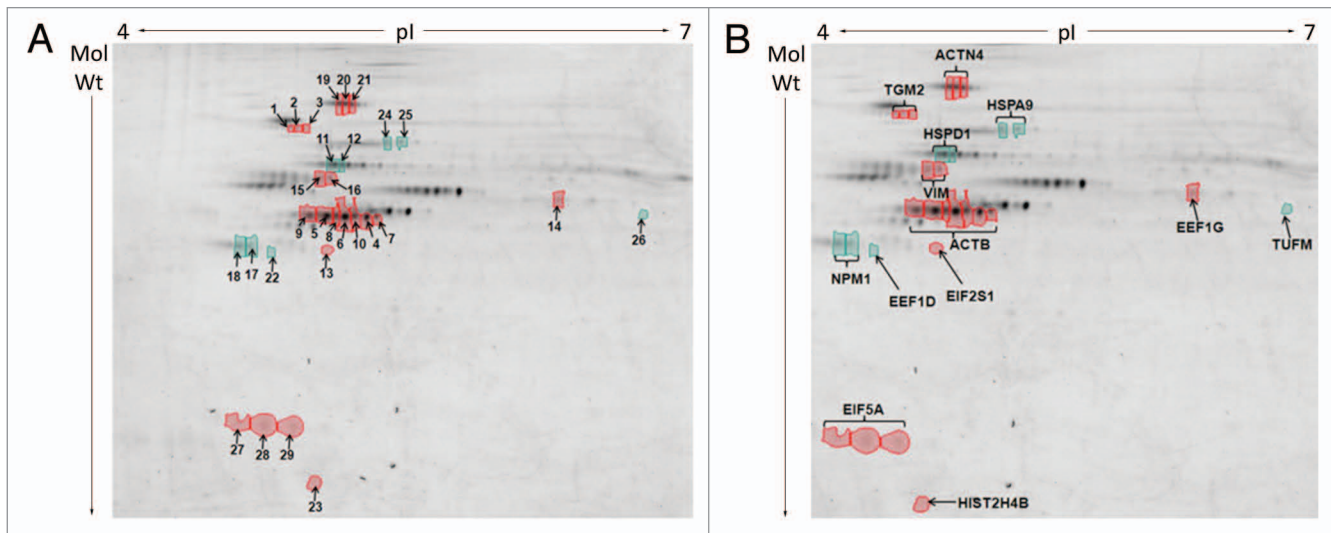 A
4 pI 7
Mol
Wt
19 20 21
1 2 3
24 25
11 12
15 16
9 5 8 6 10 4 7
14
26
18 17 22
13
27 28 29
23
B
4 pI 7
Mol
Wt
ACTN4
TGM2
HSPA9
HSPD1
VIM
ACTB
EEF1G
TUFM
NPM1
EEF1D
EIF2S1
EIF5A
HIST2H4B